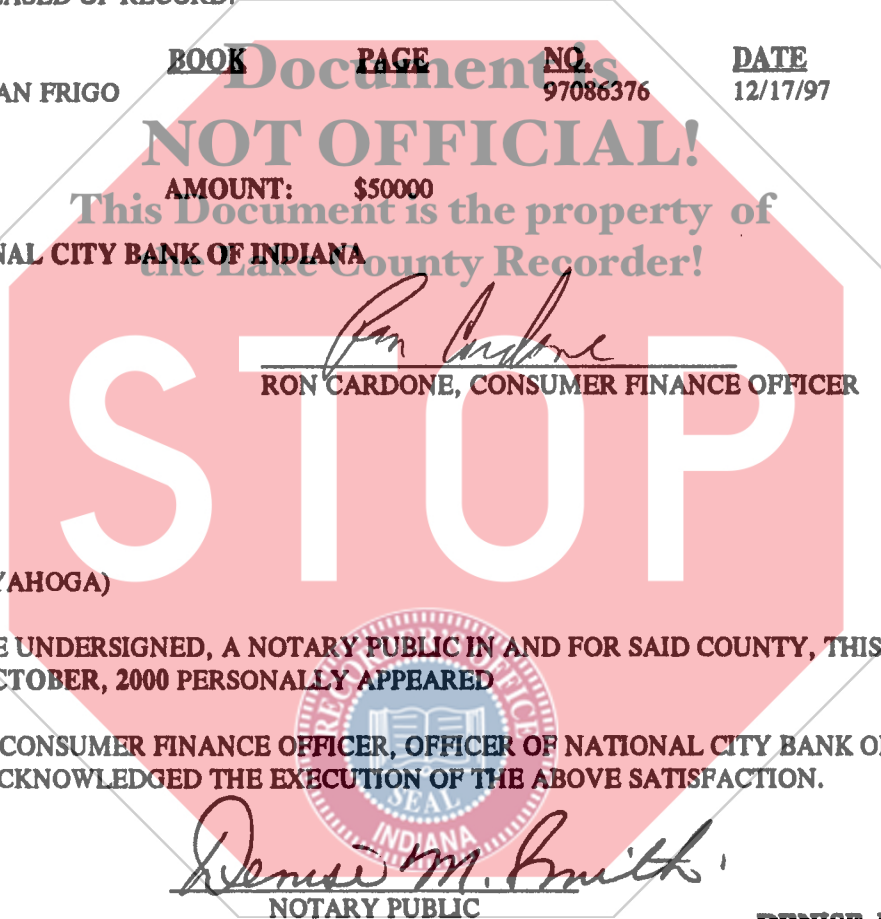 BOOK PAGE NO. DATE
AN FRIGO 97086376 12/17/97
Document is
NOT OFFICIAL!
AMOUNT: $50000
This Document is the property of
NAL CITY BANK OF INDIANA
the Lake County Recorder!
Ron Cardone
RON CARDONE, CONSUMER FINANCE OFFICER
STOP
YAHOGA)
E UNDERSIGNED, A NOTARY PUBLIC IN AND FOR SAID COUNTY, THIS
CTOBER, 2000 PERSONALLY APPEARED
CONSUMER FINANCE OFFICER, OFFICER OF NATIONAL CITY BANK O
CKNOWLEDGED THE EXECUTION OF THE ABOVE SATISFACTION.
SEAL
INDIANA
Denise M. Smith
NOTARY PUBLIC